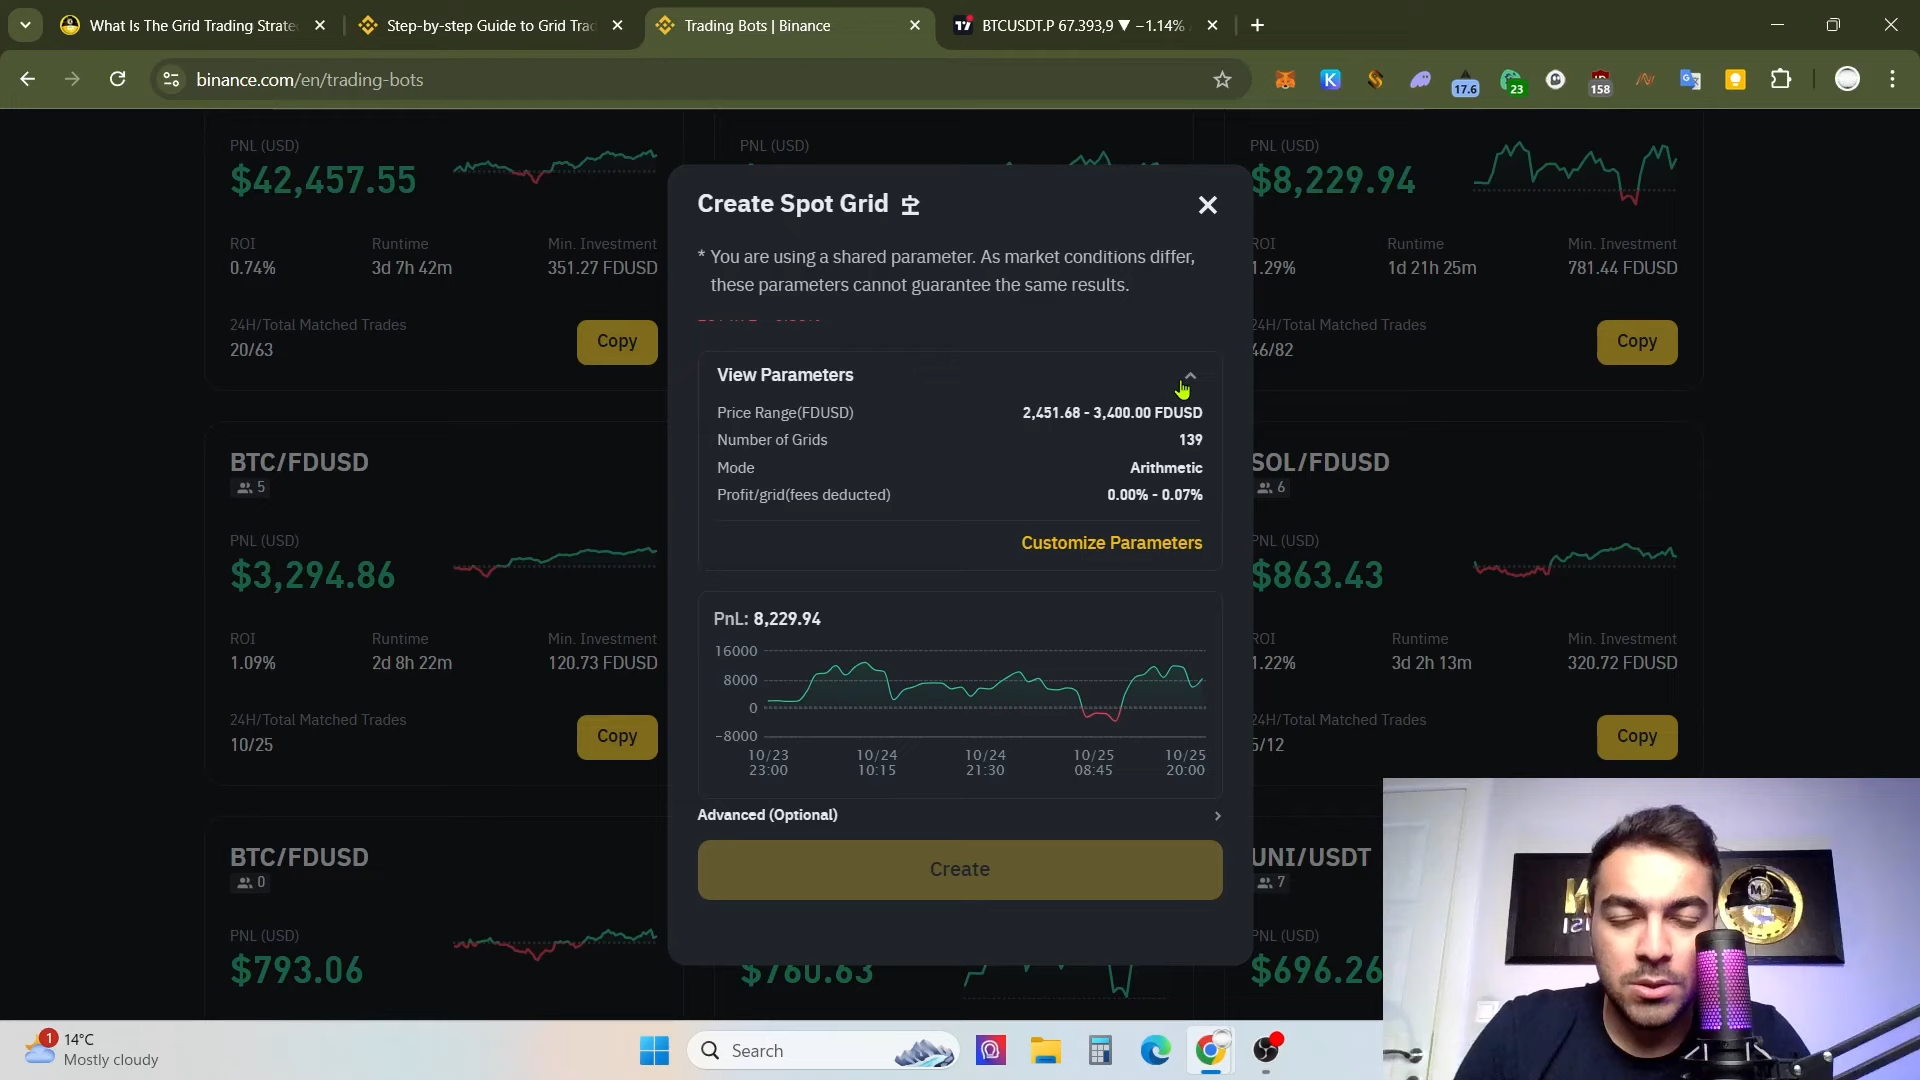 What Is The Grid Trading Strate
Step-by-step Guide to Grid Trac
Trading Bots | Binance
BTCUSDT.P 67.393,9 ▼ −1.14%
binance.com/en/trading-bots
17.6
23
158
PNL (USD)
$42,457.55
ROI
0.74%
Runtime
3d 7h 42m
Min. Investment
351.27 FDUSD
24H/Total Matched Trades
20/63
Copy
PNL (USD)
PNL (USD)
$8,229.94
ROI
1.29%
Runtime
1d 21h 25m
Min. Investment
781.44 FDUSD
24H/Total Matched Trades
46/82
Copy
Create Spot Grid
* You are using a shared parameter. As market conditions differ,
these parameters cannot guarantee the same results.
View Parameters
Price Range(FDUSD)
2,451.68 - 3,400.00 FDUSD
Number of Grids
139
Mode
Arithmetic
Profit/grid(fees deducted)
0.00% - 0.07%
Customize Parameters
PnL: 8,229.94
16000
8000
0
−8000
10/23
23:00
10/24
10:15
10/24
21:30
10/25
08:45
10/25
20:00
Advanced (Optional)
Create
BTC/FDUSD
5
PNL (USD)
$3,294.86
ROI
1.09%
Runtime
2d 8h 22m
Min. Investment
120.73 FDUSD
24H/Total Matched Trades
10/25
Copy
SOL/FDUSD
6
PNL (USD)
$863.43
ROI
1.22%
Runtime
3d 2h 13m
Min. Investment
320.72 FDUSD
24H/Total Matched Trades
5/12
Copy
BTC/FDUSD
0
PNL (USD)
$793.06
$760.63
UNI/USDT
7
PNL (USD)
$696.26
1
14°C
Mostly cloudy
Search